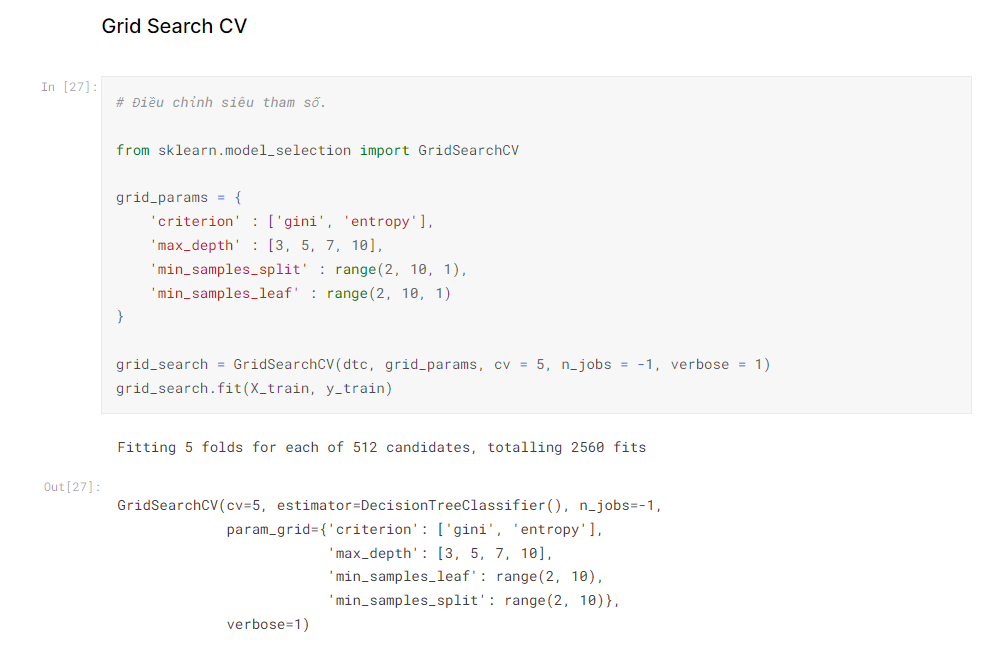 Grid Search CV
In [27]:
# Điều chỉnh siêu tham số.
from sklearn.model_selection import GridSearchCV
grid_params = {
    'criterion' : ['gini', 'entropy'],
    'max_depth' : [3, 5, 7, 10],
    'min_samples_split' : range(2, 10, 1),
    'min_samples_leaf' : range(2, 10, 1)
}
grid_search = GridSearchCV(dtc, grid_params, cv = 5, n_jobs = -1, verbose = 1)
grid_search.fit(X_train, y_train)
Fitting 5 folds for each of 512 candidates, totalling 2560 fits
Out[27]:
GridSearchCV(cv=5, estimator=DecisionTreeClassifier(), n_jobs=-1,
             param_grid={'criterion': ['gini', 'entropy'],
                         'max_depth': [3, 5, 7, 10],
                         'min_samples_leaf': range(2, 10),
                         'min_samples_split': range(2, 10)},
             verbose=1)